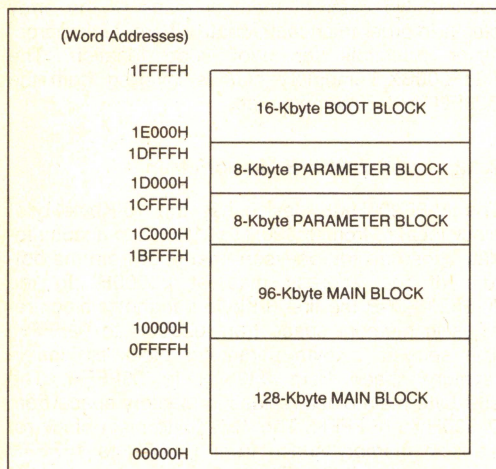 (Word Addresses)
1FFFFH
16-Kbyte BOOT BLOCK
1E000H
1DFFFH
8-Kbyte PARAMETER BLOCK
1D000H
1CFFFH
8-Kbyte PARAMETER BLOCK
1C000H
1BFFFH
96-Kbyte MAIN BLOCK
10000H
0FFFFH
128-Kbyte MAIN BLOCK
00000H